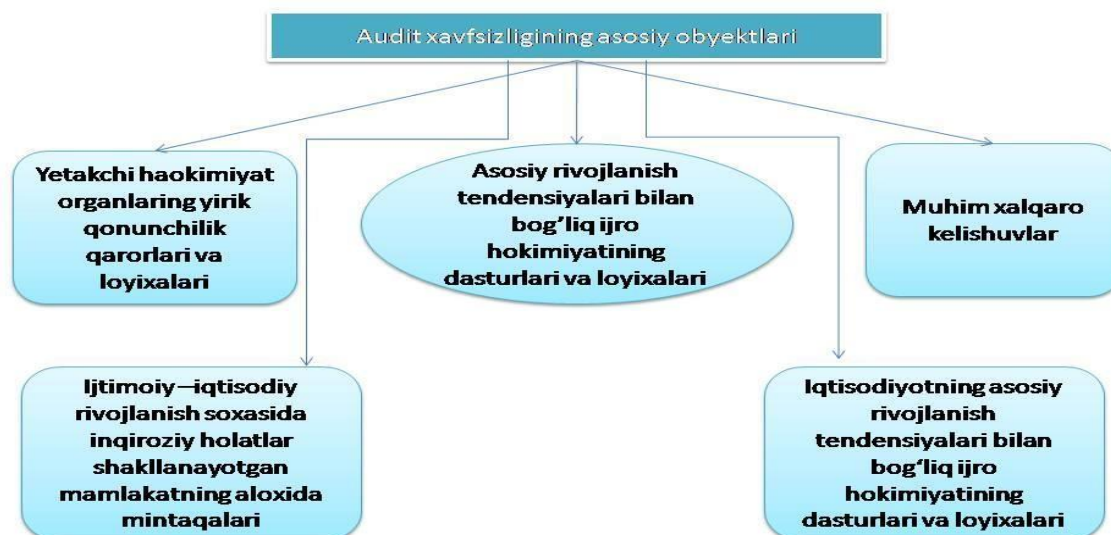 Audit xavfsizligining asosiy obyektlari
Yetakchi haokimiyat
organlaring yirik
qonunchilik
qarorlari va
loyixalari
Asosiy rivojlanish
tendensiyalari bilan
bog’liq ijro
hokimiyatining
dasturlari va loyixalari
Muhim xalqaro
kelishuvlar
Ijtimoiy–iqtisodiy
rivojlanish soxasida
inqiroziy holatlar
shakllanayotgan
mamlakatning aloxida
mintaqalari
Iqtisodiyotning asosiy
rivojlanish
tendensiyalari bilan
bog‘liq ijro
hokimiyatining
dasturlari va loyixalari